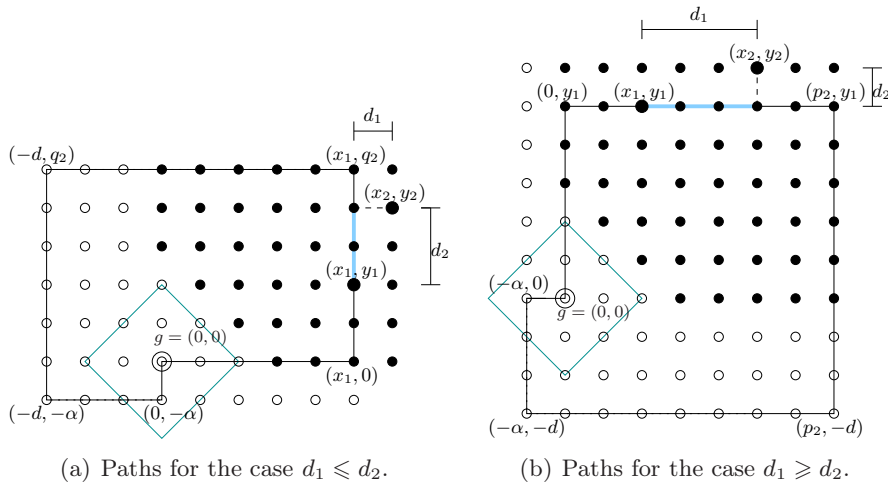 d₁
(−d, q₂)
(x₁, q₂)
(x₂, y₂)
d₂
(x₁, y₁)
g = (0, 0)
(x₁, 0)
(−d, −α)
(0, −α)
(a) Paths for the case d₁ ⩽ d₂.
d₁
(x₂, y₂)
(0, y₁)
(x₁, y₁)
(p₂, y₁)
d₂
(−α, 0)
g = (0, 0)
(−α, −d)
(p₂, −d)
(b) Paths for the case d₁ ⩾ d₂.